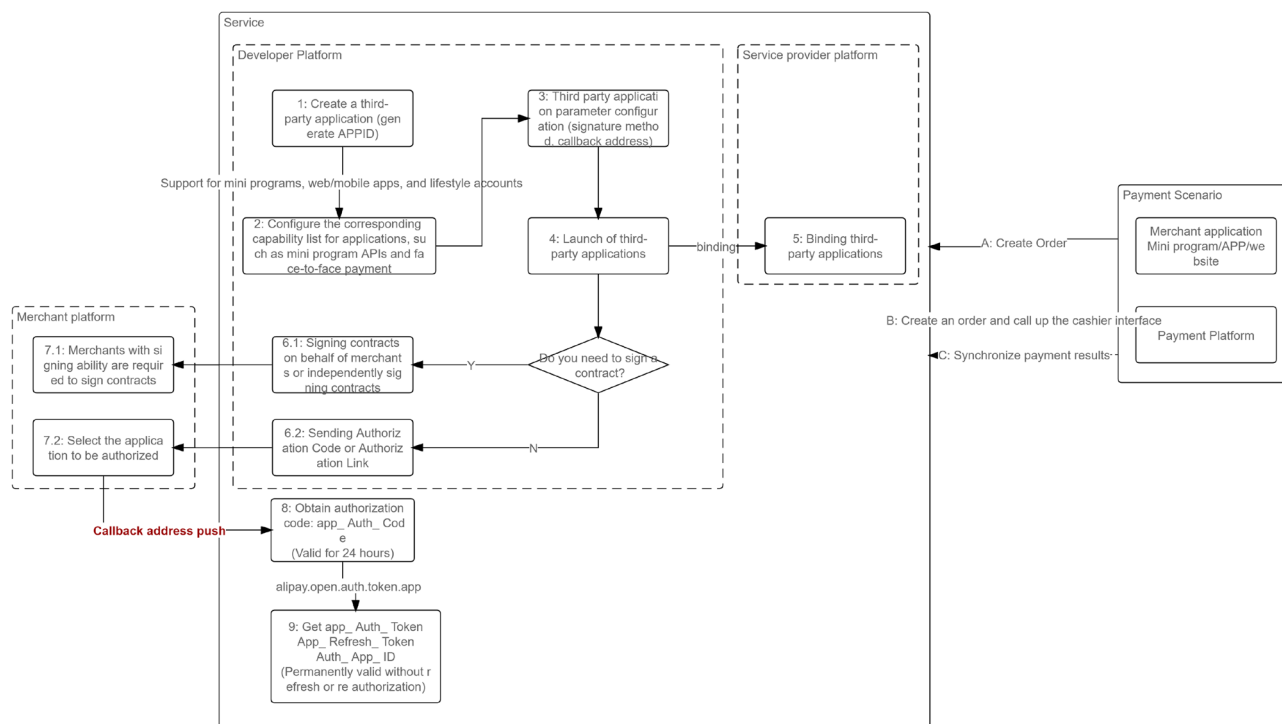 Service
Developer Platform
Service provider platform
1: Create a third-
party application (gen
erate APPID)
3: Third party applicati
on parameter configur
ation (signature metho
d, callback address)
Support for mini programs, web/mobile apps, and lifestyle accounts
2: Configure the corresponding
capability list for applications, su
ch as mini program APIs and fa
ce-to-face payment
4: Launch of third-
party applications
binding
5: Binding third-
party applications
Payment Scenario
Merchant application
Mini program/APP/we
bsite
A: Create Order
B: Create an order and call up the cashier interface
Payment Platform
C: Synchronize payment results
Merchant platform
7.1: Merchants with si
gning ability are requir
ed to sign contracts
6.1: Signing contracts
on behalf of merchant
s or independently sig
ning contracts
Y
Do you need to sign a
contract?
7.2: Select the applica
tion to be authorized
6.2: Sending Authoriz
ation Code or Authoriz
ation Link
N
Callback address push
8: Obtain authorization
code: app_ Auth_ Cod
e
(Valid for 24 hours)
alipay.open.auth.token.app
9: Get app_ Auth_ Token
App_ Refresh_ Token
Auth_ App_ ID
(Permanently valid without r
efresh or re authorization)